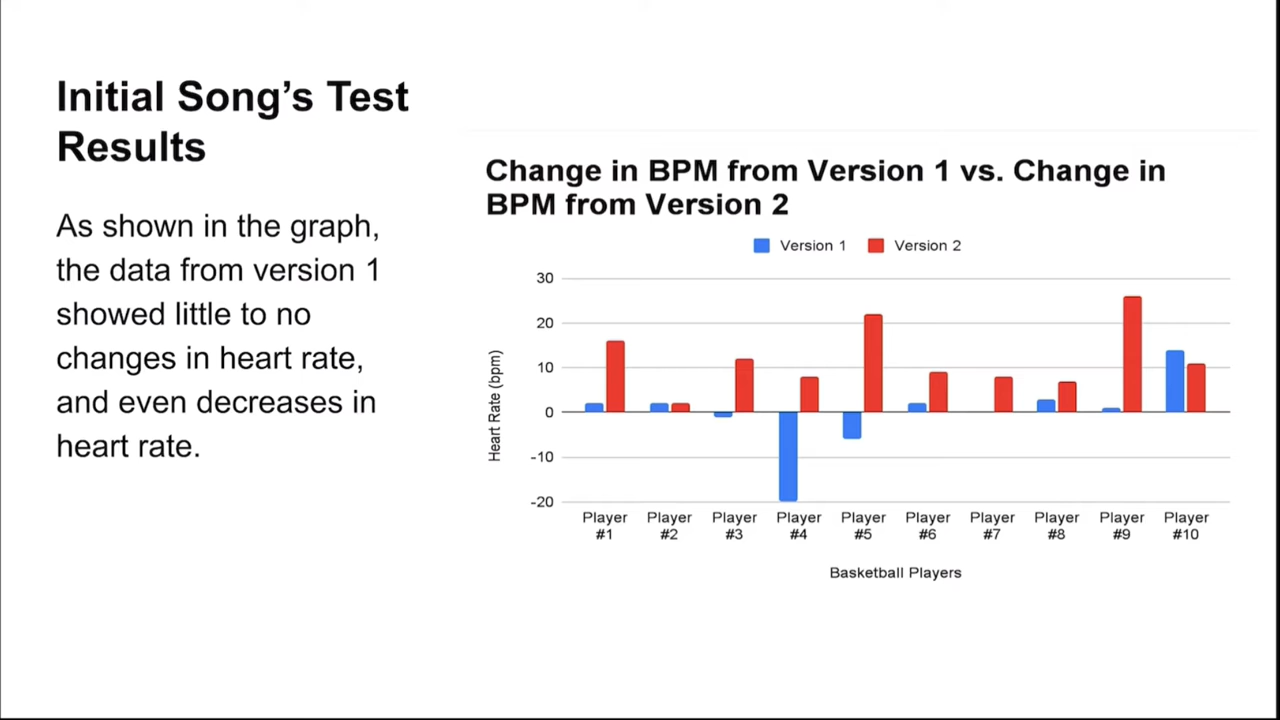 Initial Song’s Test
Results
As shown in the graph,
the data from version 1
showed little to no
changes in heart rate,
and even decreases in
heart rate.
Change in BPM from Version 1 vs. Change in
BPM from Version 2
Version 1
Version 2
Heart Rate (bpm)
30
20
10
0
-10
-20
Player #1
Player #2
Player #3
Player #4
Player #5
Player #6
Player #7
Player #8
Player #9
Player #10
Basketball Players